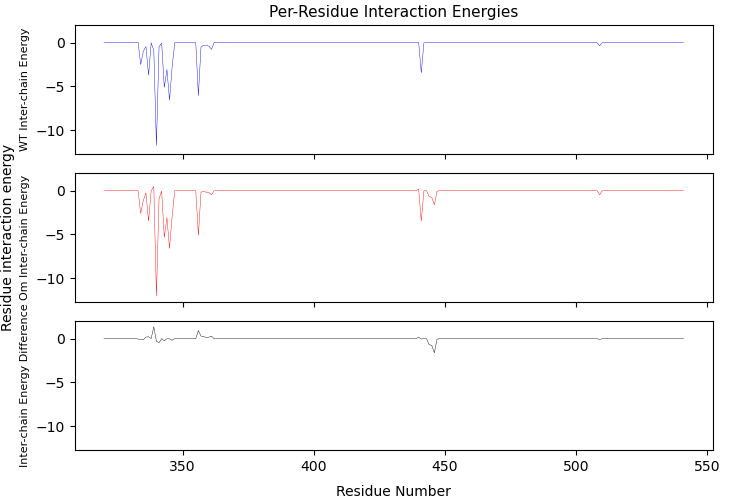 Per-Residue Interaction Energies
Residue interaction energy
WT Inter-chain Energy
0
−5
−10
Om Inter-chain Energy
0
−5
−10
Inter-chain Energy Difference
0
−5
−10
350
400
450
500
550
Residue Number